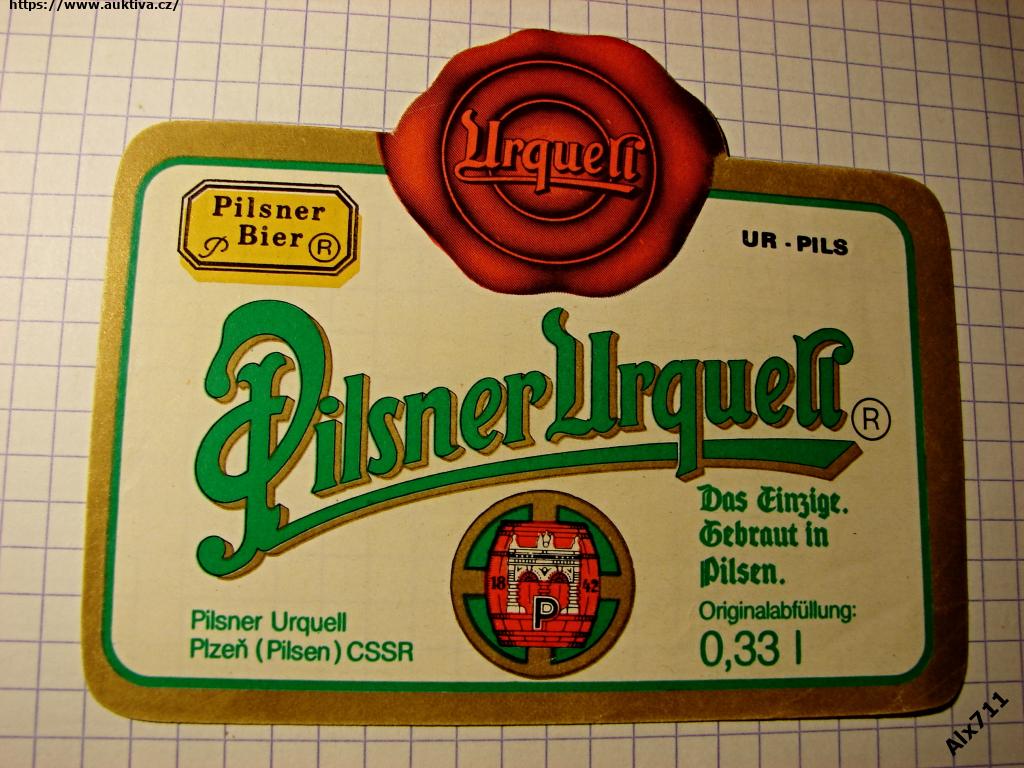 https://www.auktiva.cz/
Urquell
Pilsner
Bier
P ®
UR - PILS
Pilsner Urquell ®
Das Einzige.
Gebraut in
Pilsen.
18 42
P
Pilsner Urquell
Plzeň (Pilsen) CSSR
Originalabfüllung:
0,33 l
Alx711